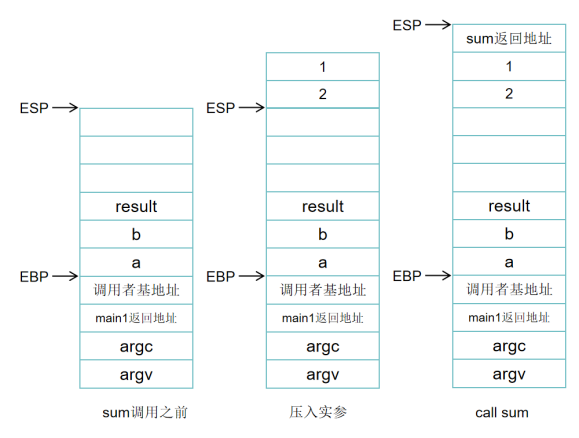 ESP
result
b
a
EBP
调用者基地址
main1返回地址
argc
argv
sum调用之前
1
2
ESP
result
b
a
EBP
调用者基地址
main1返回地址
argc
argv
压入实参
ESP
sum返回地址
1
2
result
b
a
EBP
调用者基地址
main1返回地址
argc
argv
call sum